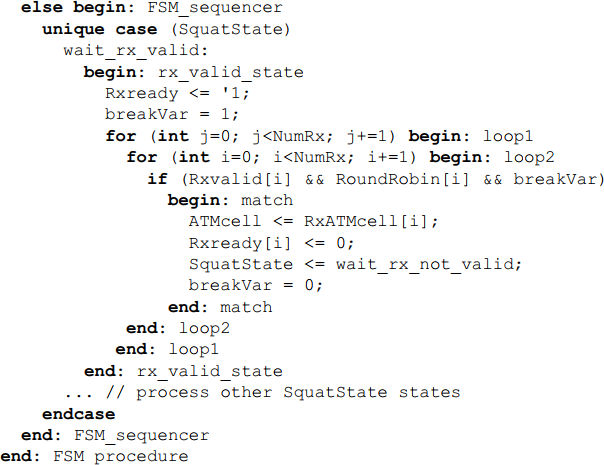 else begin: FSM_sequencer
unique case (SquatState)
wait_rx_valid:
begin: rx_valid_state
Rxready <= '1;
breakVar = 1;
for (int j=0; j<NumRx; j+=1) begin: loop1
for (int i=0; i<NumRx; i+=1) begin: loop2
if (Rxvalid[i] && RoundRobin[i] && breakVar)
begin: match
ATMcell <= RxATMcell[i];
Rxready[i] <= 0;
SquatState <= wait_rx_not_valid;
breakVar = 0;
end: match
end: loop2
end: loop1
end: rx_valid_state
... // process other SquatState states
endcase
end: FSM_sequencer
end: FSM procedure